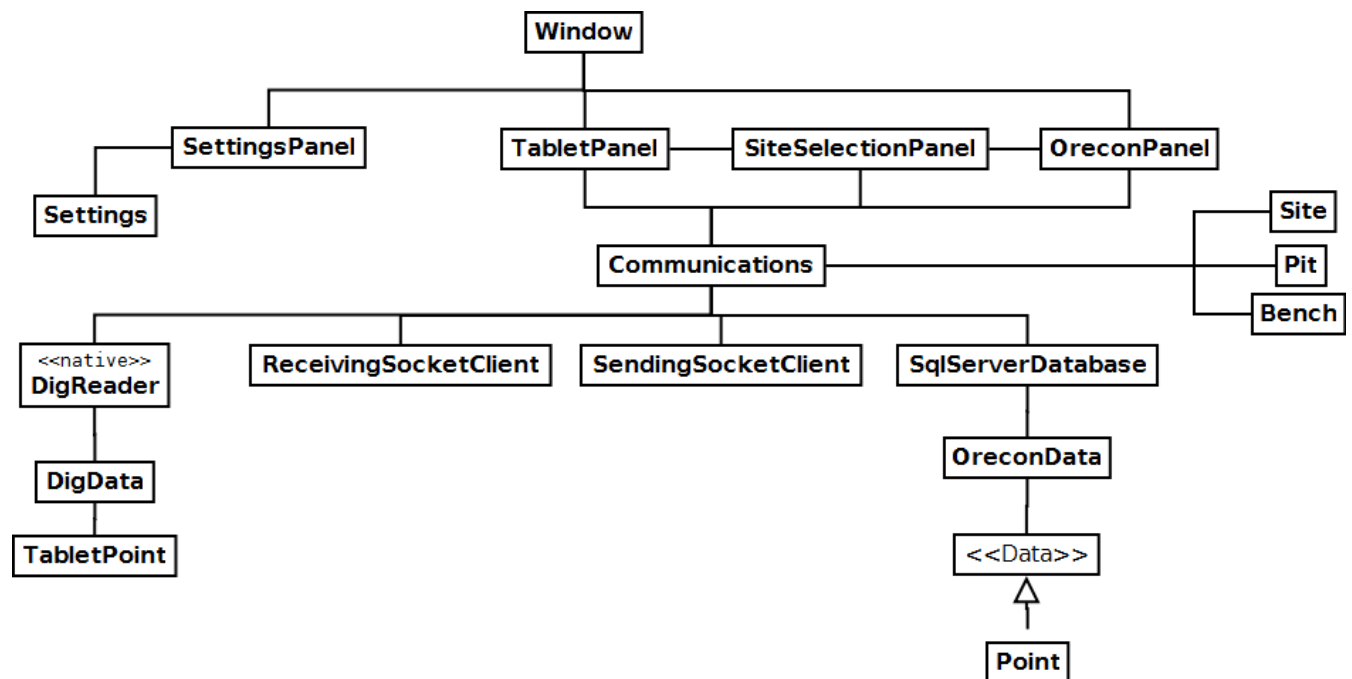 Window
SettingsPanel
TabletPanel
SiteSelectionPanel
OreconPanel
Settings
Site
Communications
Pit
Bench
<<native>>
DigReader
ReceivingSocketClient
SendingSocketClient
SqlServerDatabase
OreconData
DigData
TabletPoint
<<Data>>
Point